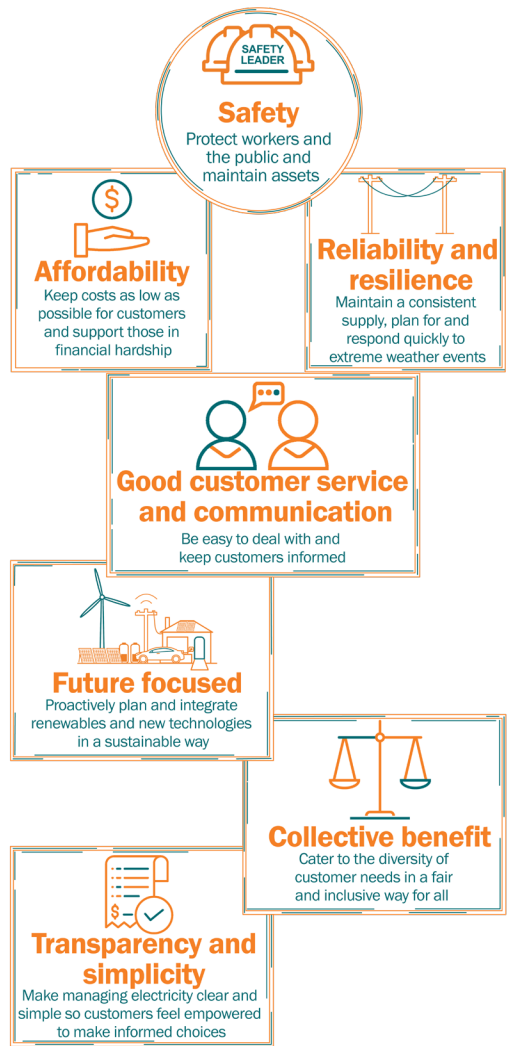 SAFETY
LEADER
Safety
Protect workers and
the public and
maintain assets
$
Affordability
Keep costs as low as
possible for customers
and support those in
financial hardship
Reliability and
resilience
Maintain a consistent
supply, plan for and
respond quickly to
extreme weather events
Good customer service
and communication
Be easy to deal with and
keep customers informed
Future focused
Proactively plan and integrate
renewables and new technologies
in a sustainable way
Collective benefit
Cater to the diversity of
customer needs in a fair
and inclusive way for all
$
Transparency and
simplicity
Make managing electricity clear and
simple so customers feel empowered
to make informed choices